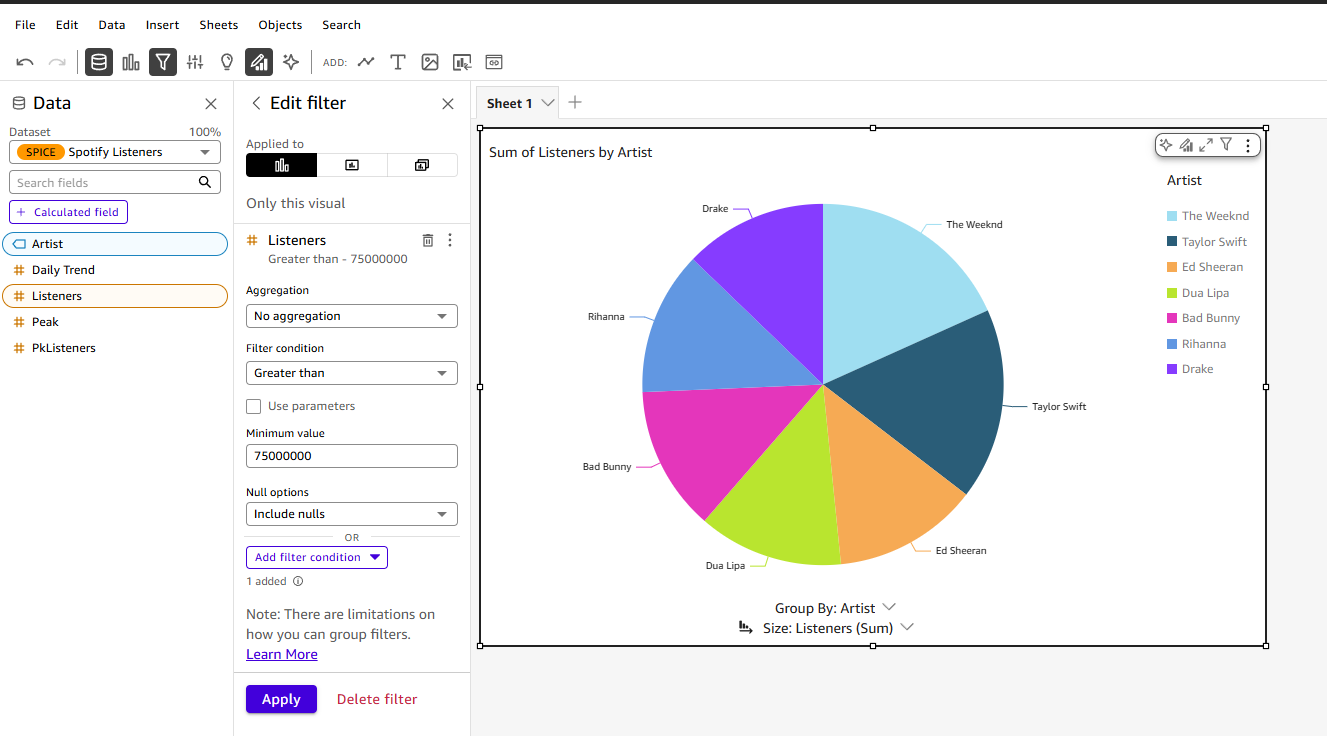 File Edit Data Insert Sheets Objects Search
ADD:
Data
Dataset 100%
SPICE Spotify Listeners
Search fields
+ Calculated field
Artist
# Daily Trend
# Listeners
# Peak
# PkListeners
Edit filter
Applied to
Only this visual
# Listeners
Greater than - 75000000
Aggregation
No aggregation
Filter condition
Greater than
Use parameters
Minimum value
75000000
Null options
Include nulls
OR
Add filter condition
1 added
Note: There are limitations on
how you can group filters.
Learn More
Apply Delete filter
Sheet 1
Sum of Listeners by Artist
Drake
The Weeknd
Rihanna
Taylor Swift
Bad Bunny
Ed Sheeran
Dua Lipa
Group By: Artist
Size: Listeners (Sum)
Artist
The Weeknd
Taylor Swift
Ed Sheeran
Dua Lipa
Bad Bunny
Rihanna
Drake